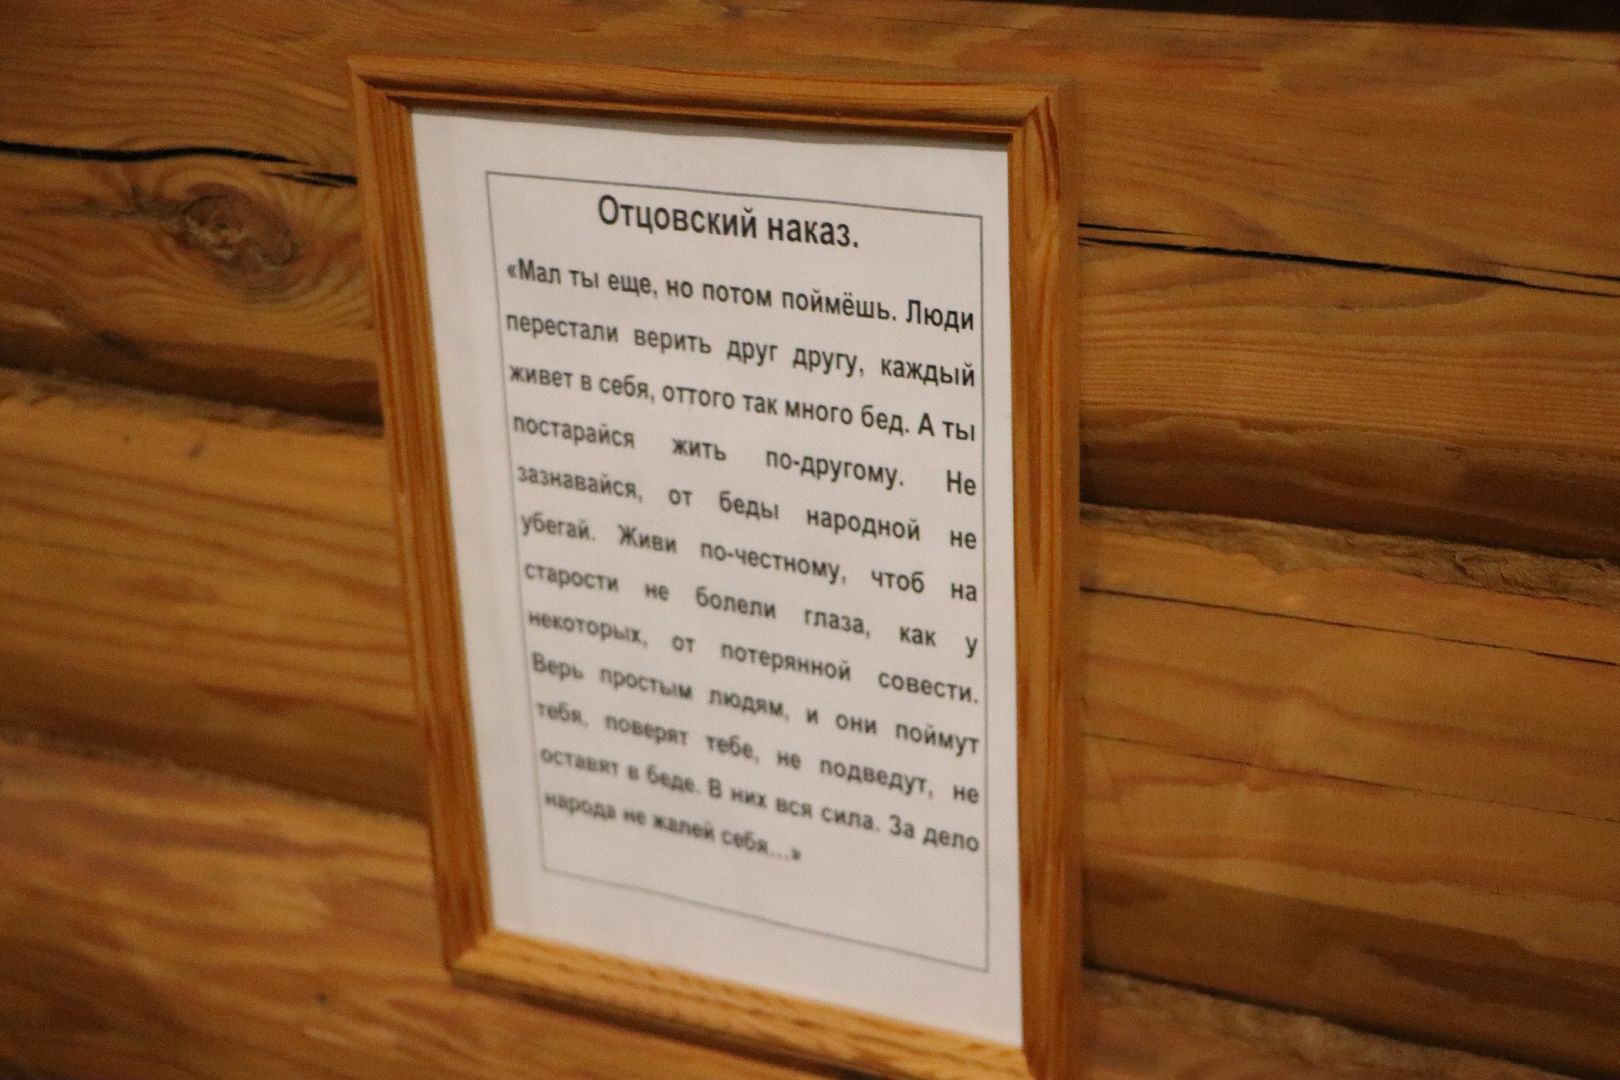 Отцовский наказ.
«Мал ты еще, но потом поймёшь. Люди
перестали верить друг другу, каждый
живет в себя, оттого так много бед. А ты
постарайся жить по-другому. Не
зазнавайся, от беды народной не
убегай. Живи по-честному, чтоб на
старости не болели глаза, как у
некоторых, от потерянной совести.
Верь простым людям, и они поймут
тебя, поверят тебе, не подведут, не
оставят в беде. В них вся сила. За дело
народа не жалей себя...»